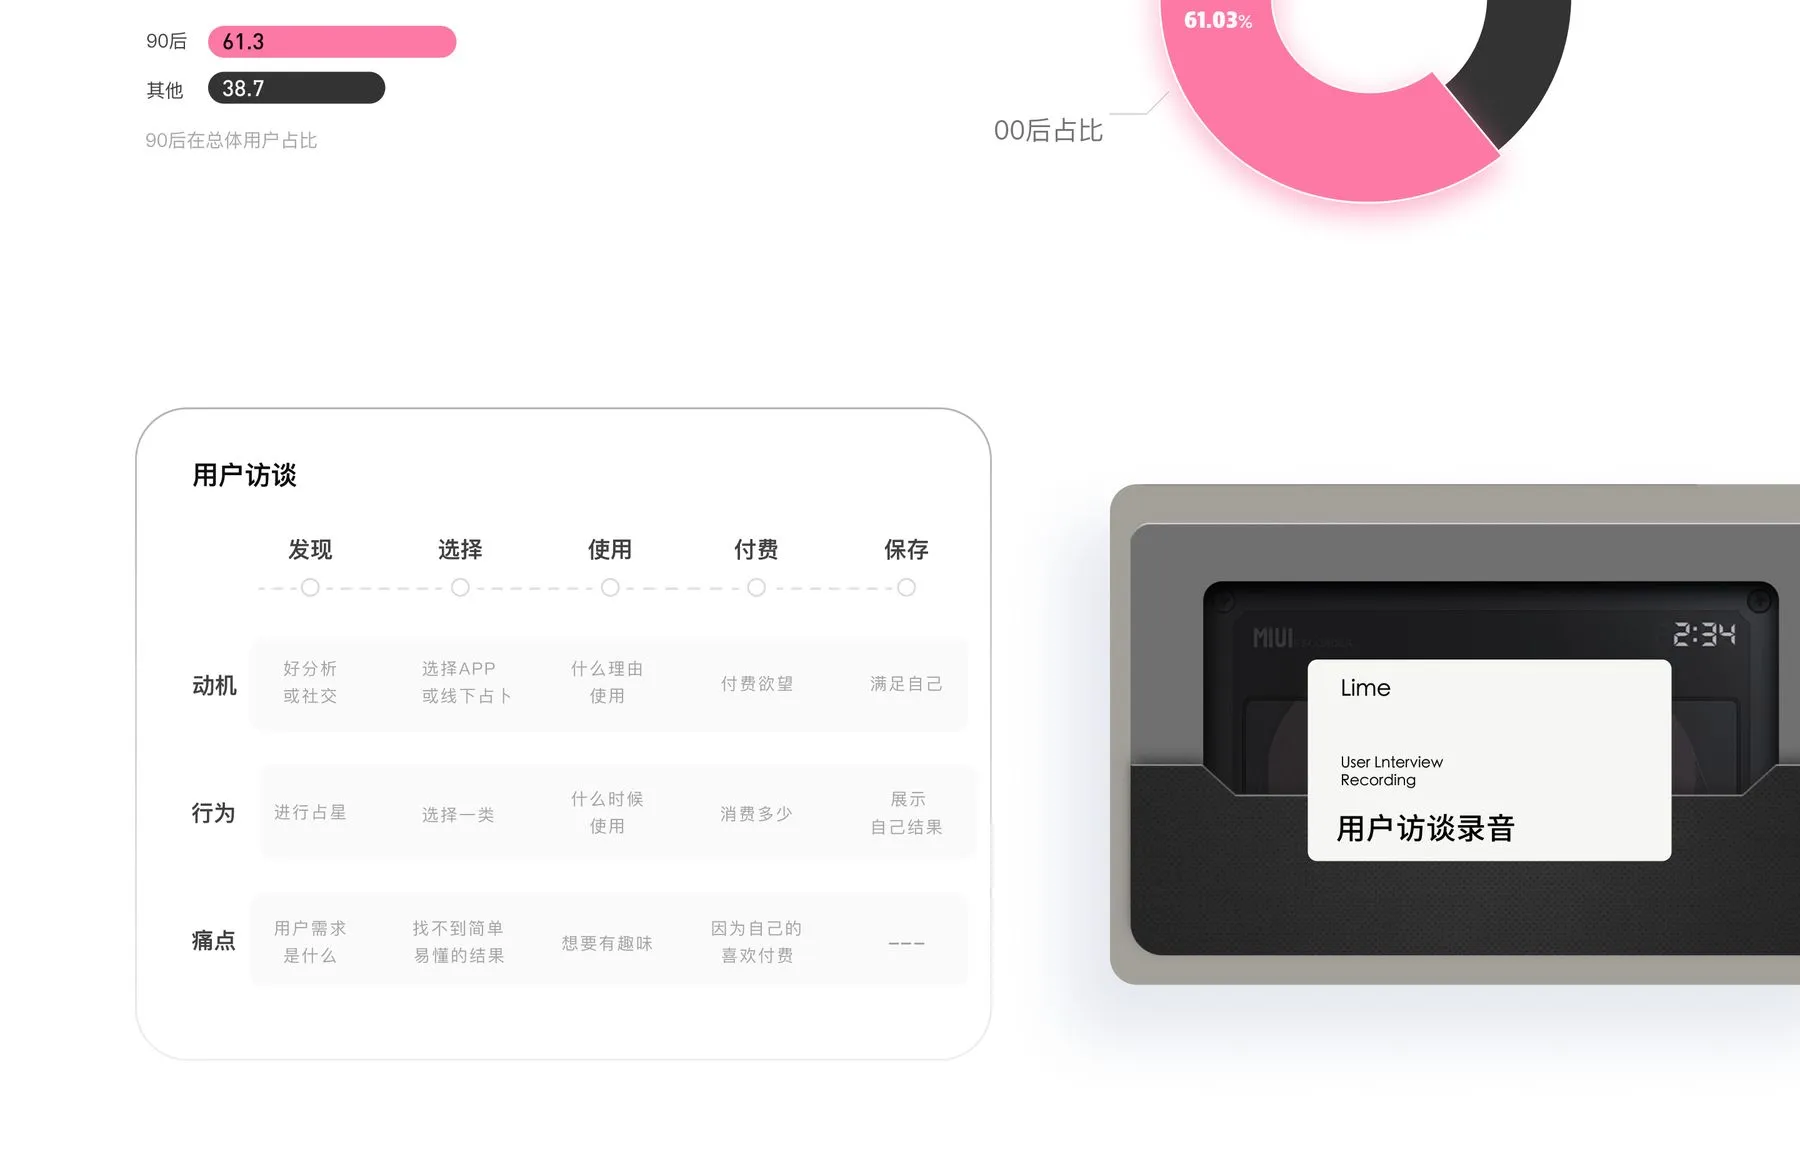 61.03%
90后 61.3
其他 38.7
90后在总体用户占比
00后占比
用户访谈
发现 选择 使用 付费 保存
动机
好分析
或社交
选择APP
或线下占卜
什么理由
使用
付费欲望
满足自己
行为
进行占星
选择一类
什么时候
使用
消费多少
展示
自己结果
痛点
用户需求
是什么
找不到简单
易懂的结果
想要有趣味
因为自己的
喜欢付费
---
MIUI
2:34
Lime
User Lnterview
Recording
用户访谈录音